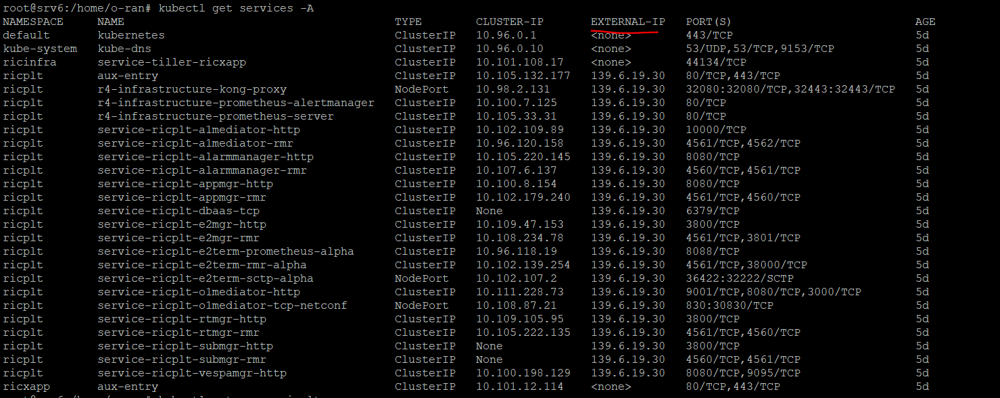 root@srv6:/home/o-ran# kubectl get services -A
NAMESPACE NAME TYPE CLUSTER-IP EXTERNAL-IP PORT(S) AGE
default kubernetes ClusterIP 10.96.0.1 <none> 443/TCP 5d
kube-system kube-dns ClusterIP 10.96.0.10 <none> 53/UDP,53/TCP,9153/TCP 5d
ricinfra service-tiller-ricxapp ClusterIP 10.101.108.17 <none> 44134/TCP 5d
ricplt aux-entry ClusterIP 10.105.132.177 139.6.19.30 80/TCP,443/TCP 5d
ricplt r4-infrastructure-kong-proxy NodePort 10.98.2.131 139.6.19.30 32080:32080/TCP,32443:32443/TCP 5d
ricplt r4-infrastructure-prometheus-alertmanager ClusterIP 10.100.7.125 139.6.19.30 80/TCP 5d
ricplt r4-infrastructure-prometheus-server ClusterIP 10.105.33.31 139.6.19.30 80/TCP 5d
ricplt service-ricplt-a1mediator-http ClusterIP 10.102.109.89 139.6.19.30 10000/TCP 5d
ricplt service-ricplt-a1mediator-rmr ClusterIP 10.96.120.158 139.6.19.30 4561/TCP,4562/TCP 5d
ricplt service-ricplt-alarmmanager-http ClusterIP 10.105.220.145 139.6.19.30 8080/TCP 5d
ricplt service-ricplt-alarmmanager-rmr ClusterIP 10.107.6.137 139.6.19.30 4560/TCP,4561/TCP 5d
ricplt service-ricplt-appmgr-http ClusterIP 10.100.8.154 139.6.19.30 8080/TCP 5d
ricplt service-ricplt-appmgr-rmr ClusterIP 10.102.179.240 139.6.19.30 4561/TCP,4560/TCP 5d
ricplt service-ricplt-dbaas-tcp ClusterIP None 139.6.19.30 6379/TCP 5d
ricplt service-ricplt-e2mgr-http ClusterIP 10.109.47.153 139.6.19.30 3800/TCP 5d
ricplt service-ricplt-e2mgr-rmr ClusterIP 10.108.234.78 139.6.19.30 4561/TCP,3801/TCP 5d
ricplt service-ricplt-e2term-prometheus-alpha ClusterIP 10.96.118.19 139.6.19.30 8088/TCP 5d
ricplt service-ricplt-e2term-rmr-alpha ClusterIP 10.102.139.254 139.6.19.30 4561/TCP,38000/TCP 5d
ricplt service-ricplt-e2term-sctp-alpha NodePort 10.102.107.2 139.6.19.30 36422:32222/SCTP 5d
ricplt service-ricplt-o1mediator-http ClusterIP 10.111.228.73 139.6.19.30 9001/TCP,8080/TCP,3000/TCP 5d
ricplt service-ricplt-o1mediator-tcp-netconf NodePort 10.108.87.21 139.6.19.30 830:30830/TCP 5d
ricplt service-ricplt-rtmgr-http ClusterIP 10.109.105.95 139.6.19.30 3800/TCP 5d
ricplt service-ricplt-rtmgr-rmr ClusterIP 10.105.222.135 139.6.19.30 4561/TCP,4560/TCP 5d
ricplt service-ricplt-submgr-http ClusterIP None 139.6.19.30 3800/TCP 5d
ricplt service-ricplt-submgr-rmr ClusterIP None 139.6.19.30 4560/TCP,4561/TCP 5d
ricplt service-ricplt-vespamgr-http ClusterIP 10.100.198.129 139.6.19.30 8080/TCP,9095/TCP 5d
ricxapp aux-entry ClusterIP 10.101.12.114 <none> 80/TCP,443/TCP 5d